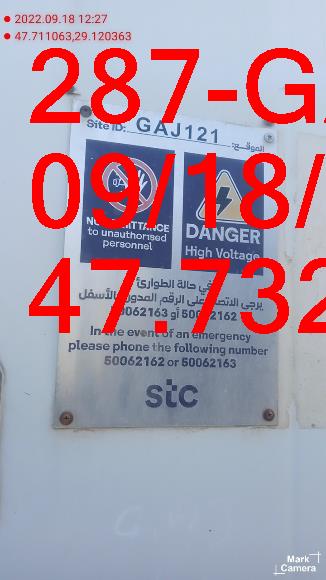 2022.09.18 12:27
47.711063,29.120363
287-G
09/18/
47.732
Site ID: GAJ121 الموقع:
NO ADMITTANCE
to unauthorised
personnel
DANGER
High Voltage
في حالة الطوارئ
يرجى الاتصال على الرقم المدون بالأسفل
50062162 أو 50062163
In the event of an emergency
please phone the following number
50062162 or 50062163
stc
Mark
Camera